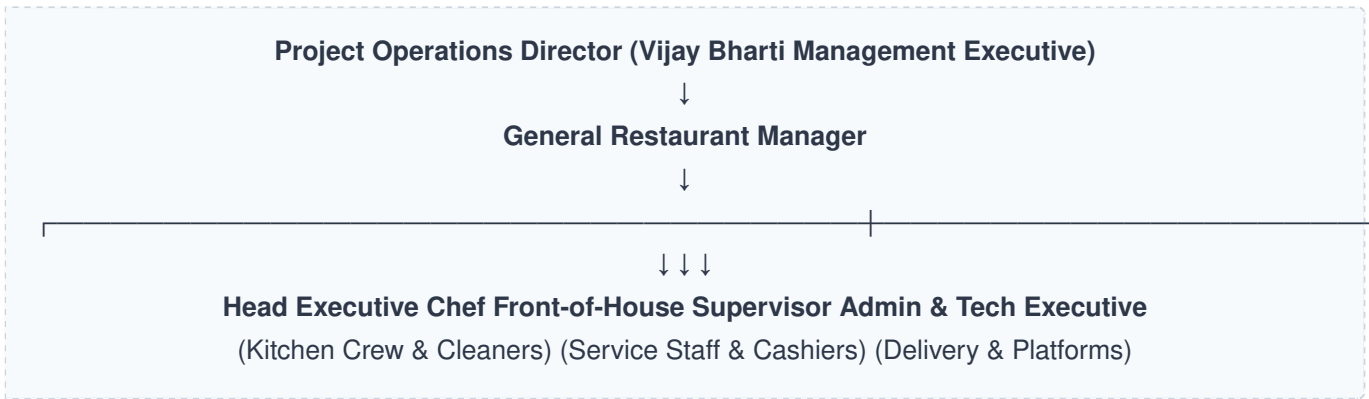 Project Operations Director (Vijay Bharti Management Executive)
↓
General Restaurant Manager
↓
↓ ↓ ↓
Head Executive Chef Front-of-House Supervisor Admin & Tech Executive
(Kitchen Crew & Cleaners) (Service Staff & Cashiers) (Delivery & Platforms)